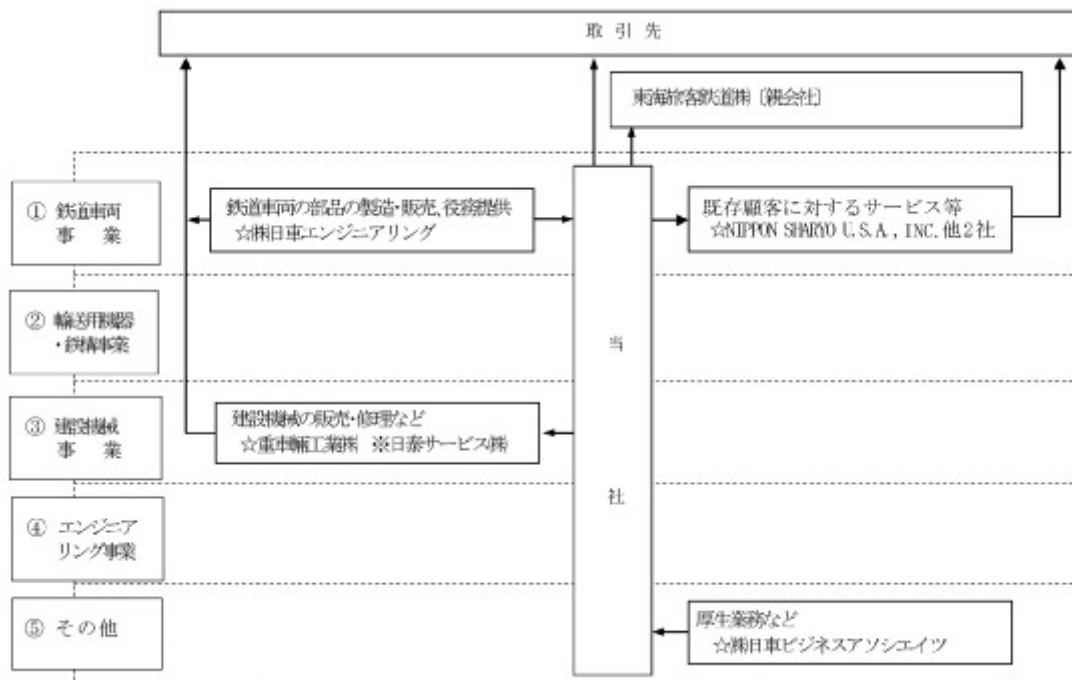 取引先
東海旅客鉄道㈱〔親会社〕
① 鉄道車両
事業
鉄道車両の部品の製造・販売、役務提供
☆㈱日車エンジニアリング
既存顧客に対するサービス等
☆NIPPON SHARYO U.S.A., INC.他2社
② 輸送用機器
・鉄構事業
当社
③ 建設機械
事業
建設機械の販売・修理など
☆重車輛工業㈱ ※日泰サービス㈱
④ エンジニア
リング事業
⑤ その他
厚生業務など
☆㈱日車ビジネスアソシエイツ